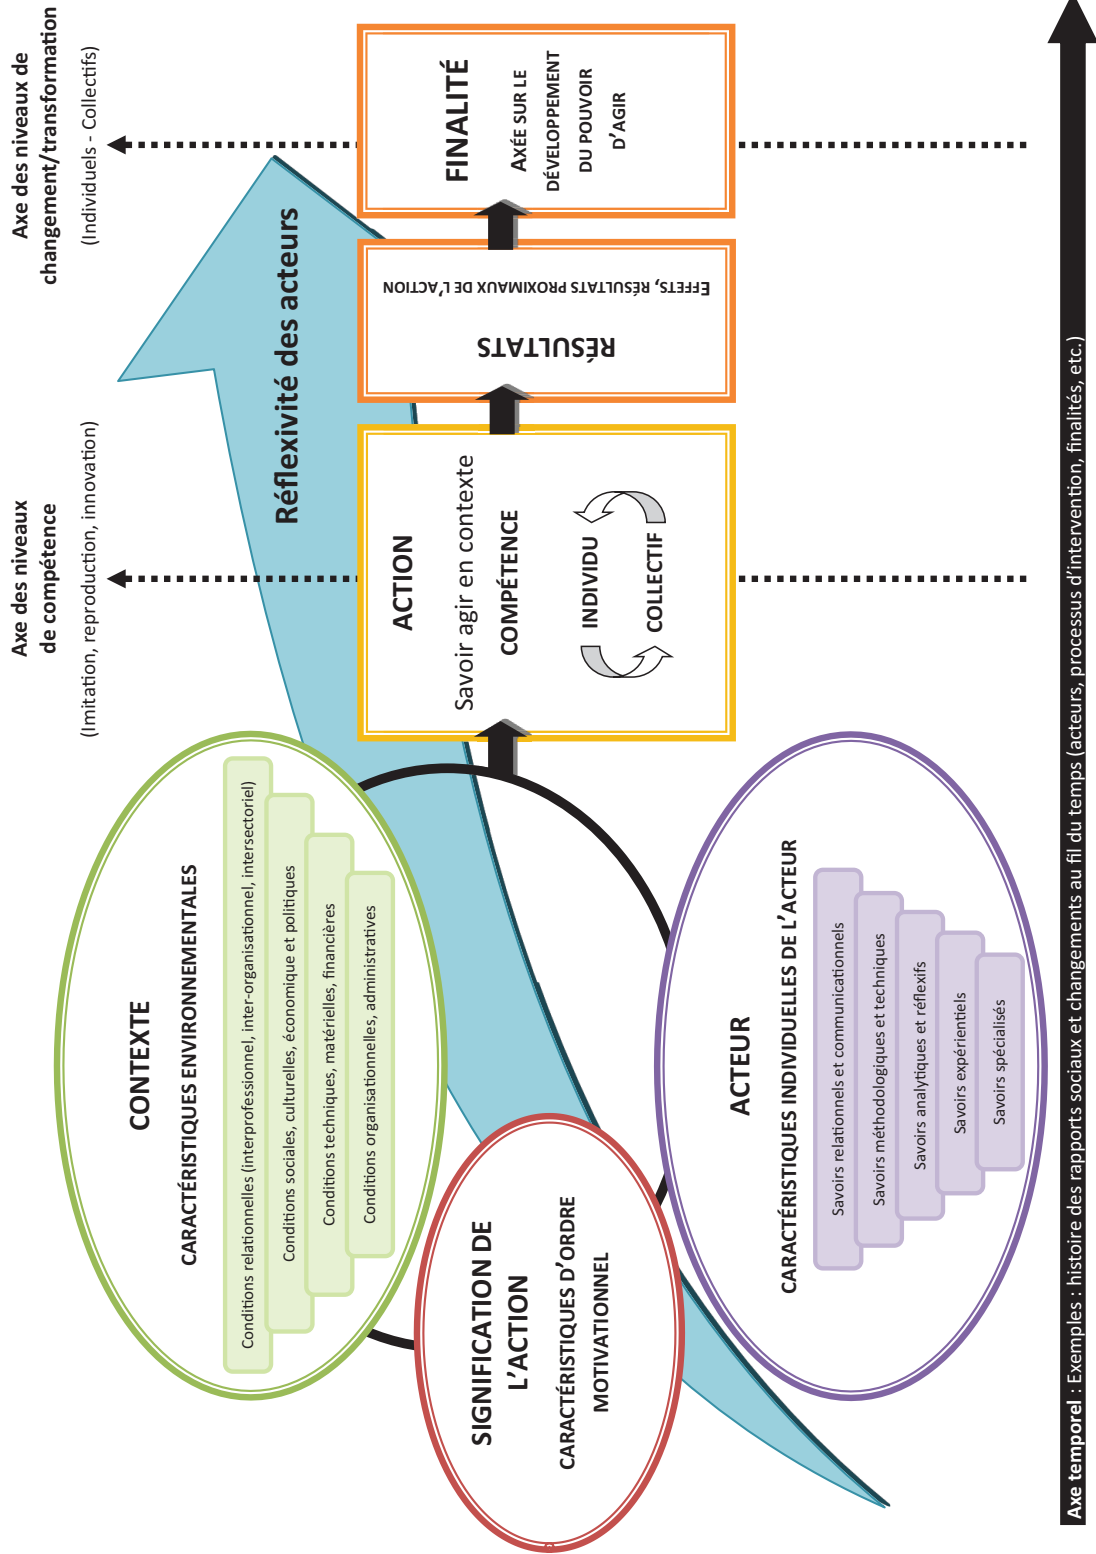 Axe des niveaux
de compétence
(Imitation, reproduction, innovation)
Axe des niveaux de
changement/transformation
(Individuels - Collectifs)
CONTEXTE
CARACTÉRISTIQUES ENVIRONNEMENTALES
Conditions relationnelles (interprofessionnel, inter-organisationnel, intersectoriel)
Conditions sociales, culturelles, économique et politiques
Conditions techniques, matérielles, financières
Conditions organisationnelles, administratives
SIGNIFICATION DE
L’ACTION
CARACTÉRISTIQUES D’ORDRE
MOTIVATIONNEL
ACTEUR
CARACTÉRISTIQUES INDIVIDUELLES DE L’ACTEUR
Savoirs relationnels et communicationnels
Savoirs méthodologiques et techniques
Savoirs analytiques et réflexifs
Savoirs expérientiels
Savoirs spécialisés
Réflexivité des acteurs
ACTION
Savoir agir en contexte
COMPÉTENCE
INDIVIDU
COLLECTIF
RÉSULTATS
EFFETS, RÉSULTATS PROXIMAUX DE L’ACTION
FINALITÉ
AXÉE SUR LE
DÉVELOPPEMENT
DU POUVOIR
D’AGIR
Axe temporel : Exemples : histoire des rapports sociaux et changements au fil du temps (acteurs, processus d’intervention, finalités, etc.)